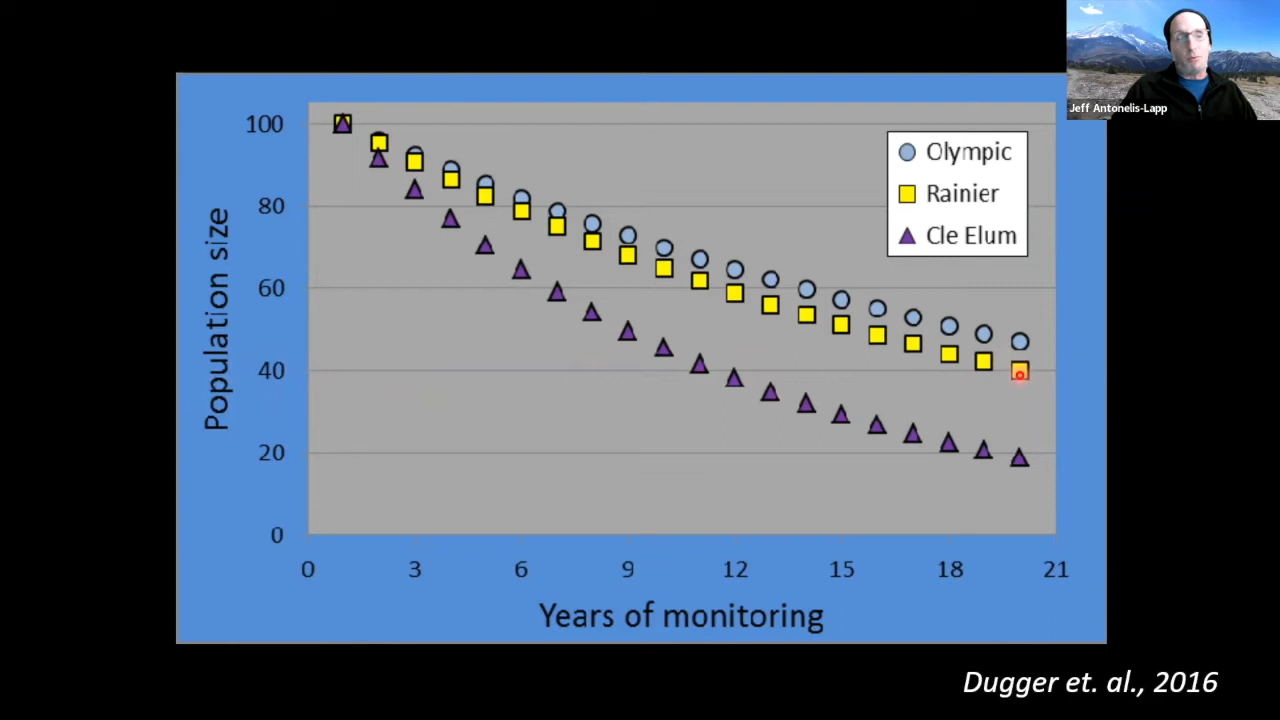 Jeff Antonelis-Lapp
100
80
60
40
20
0
Population size
Olympic
Rainier
Cle Elum
0 3 6 9 12 15 18 21
Years of monitoring
Dugger et. al., 2016